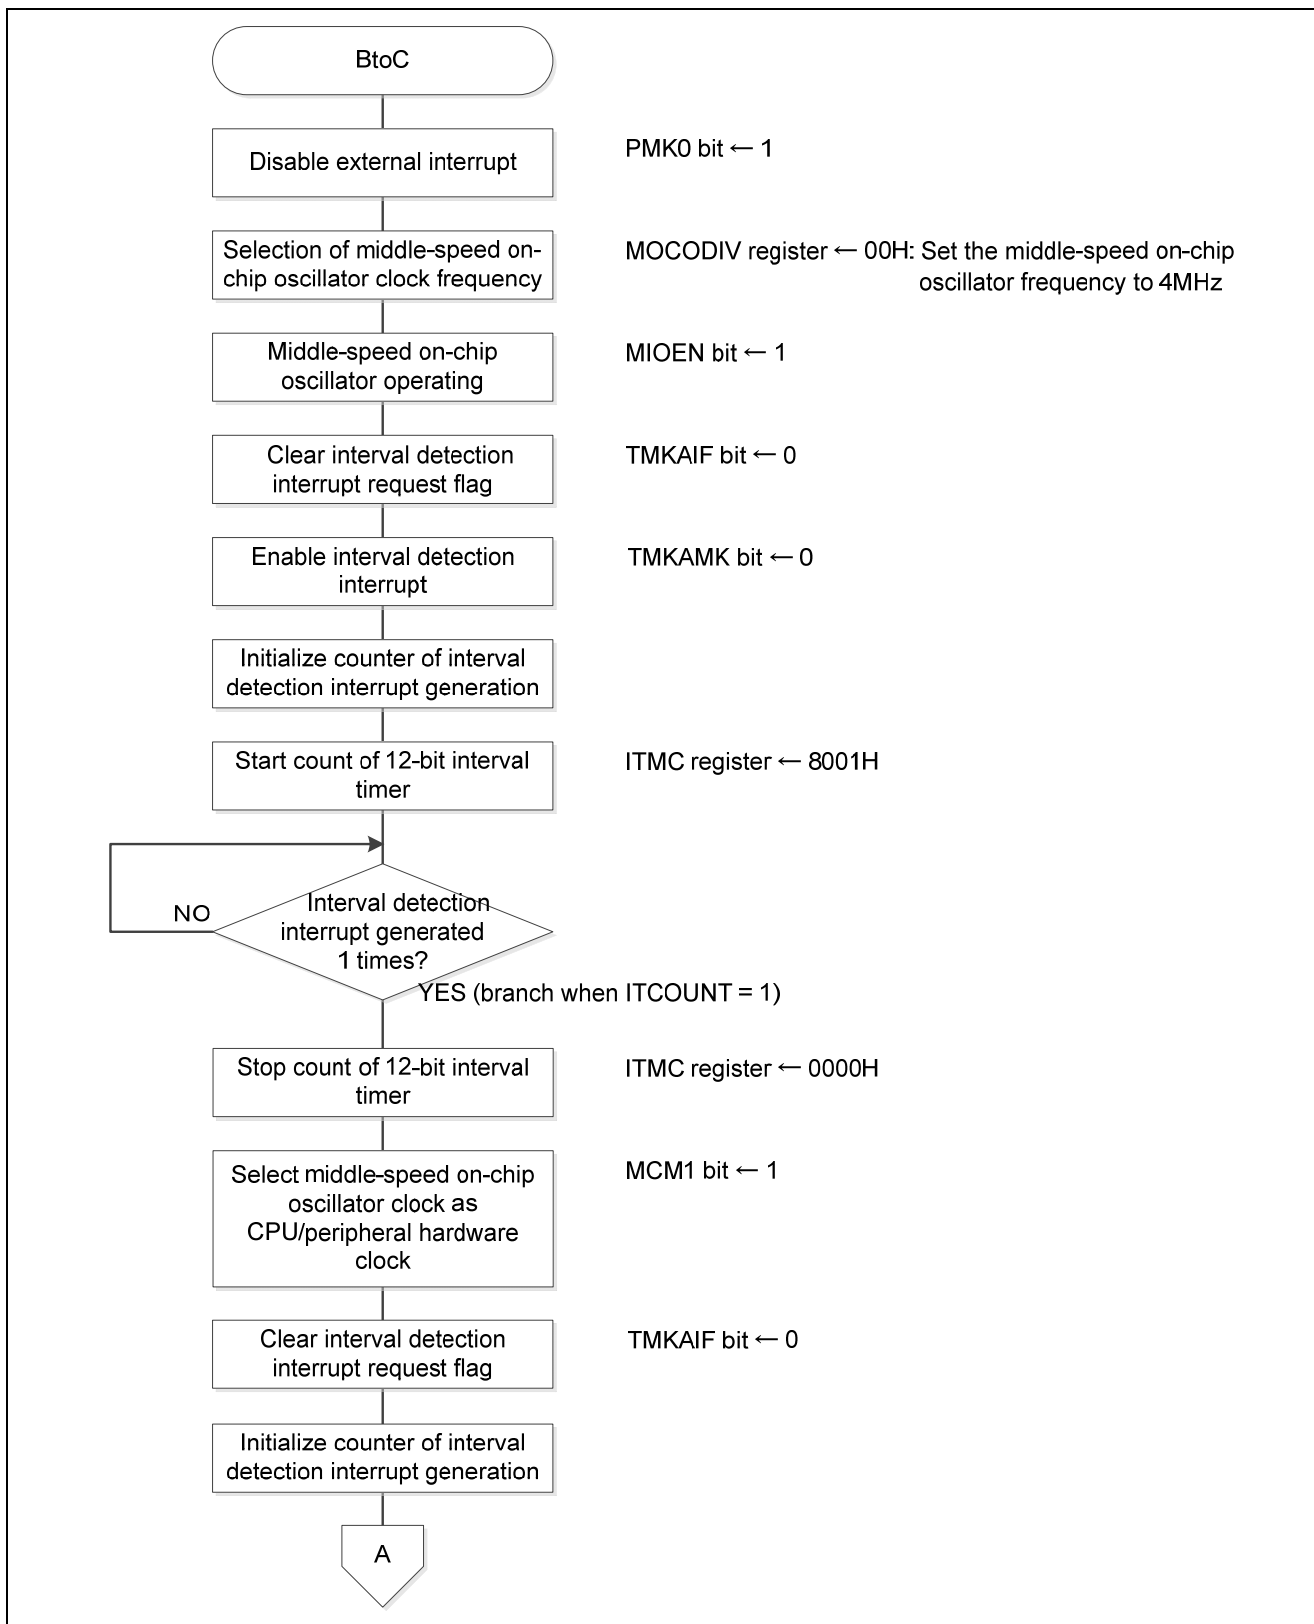 BtoC
Disable external interrupt
PMK0 bit ← 1
Selection of middle-speed on-
chip oscillator clock frequency
MOCODIV register ← 00H: Set the middle-speed on-chip
oscillator frequency to 4MHz
Middle-speed on-chip
oscillator operating
MIOEN bit ← 1
Clear interval detection
interrupt request flag
TMKAIF bit ← 0
Enable interval detection
interrupt
TMKAMK bit ← 0
Initialize counter of interval
detection interrupt generation
Start count of 12-bit interval
timer
ITMC register ← 8001H
NO
Interval detection
interrupt generated
1 times?
YES (branch when ITCOUNT = 1)
Stop count of 12-bit interval
timer
ITMC register ← 0000H
Select middle-speed on-chip
oscillator clock as
CPU/peripheral hardware
clock
MCM1 bit ← 1
Clear interval detection
interrupt request flag
TMKAIF bit ← 0
Initialize counter of interval
detection interrupt generation
A